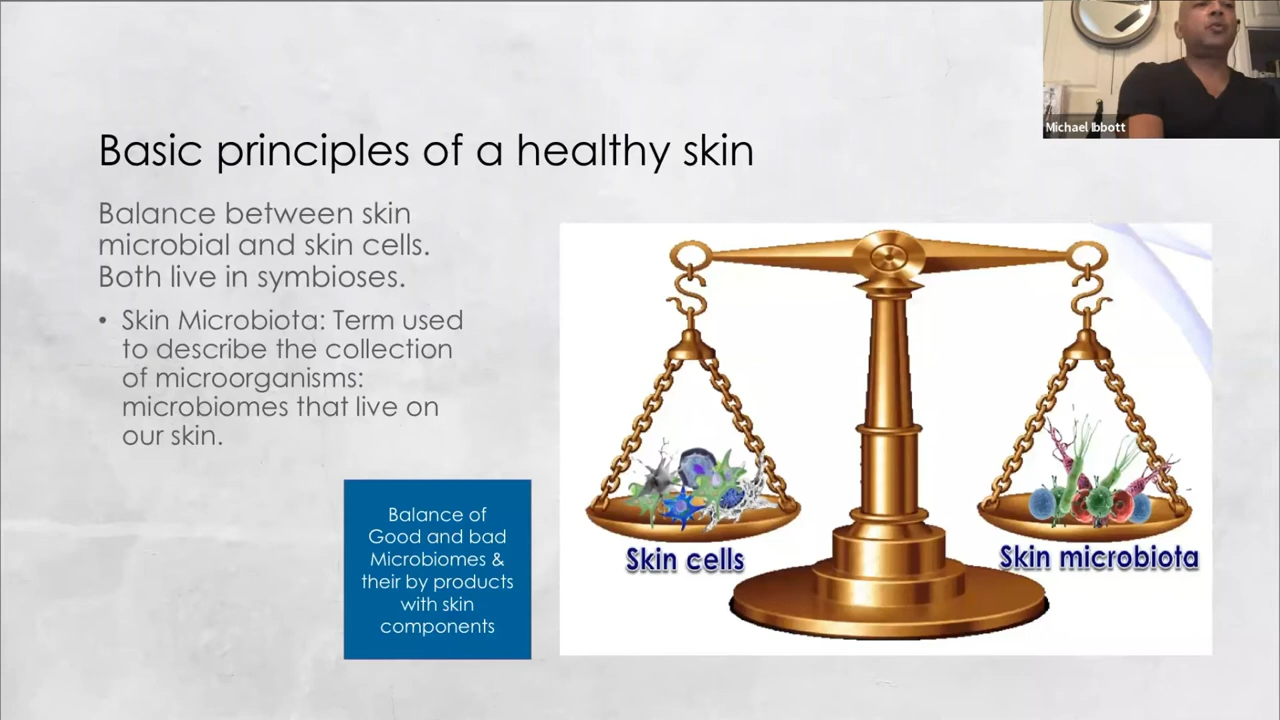 Michael Ibbott
Basic principles of a healthy skin
Balance between skin
microbial and skin cells.
Both live in symbioses.
• Skin Microbiota: Term used
to describe the collection
of microorganisms:
microbiomes that live on
our skin.
Balance of
Good and bad
Microbiomes &
their by products
with skin
components
Skin cells
Skin microbiota